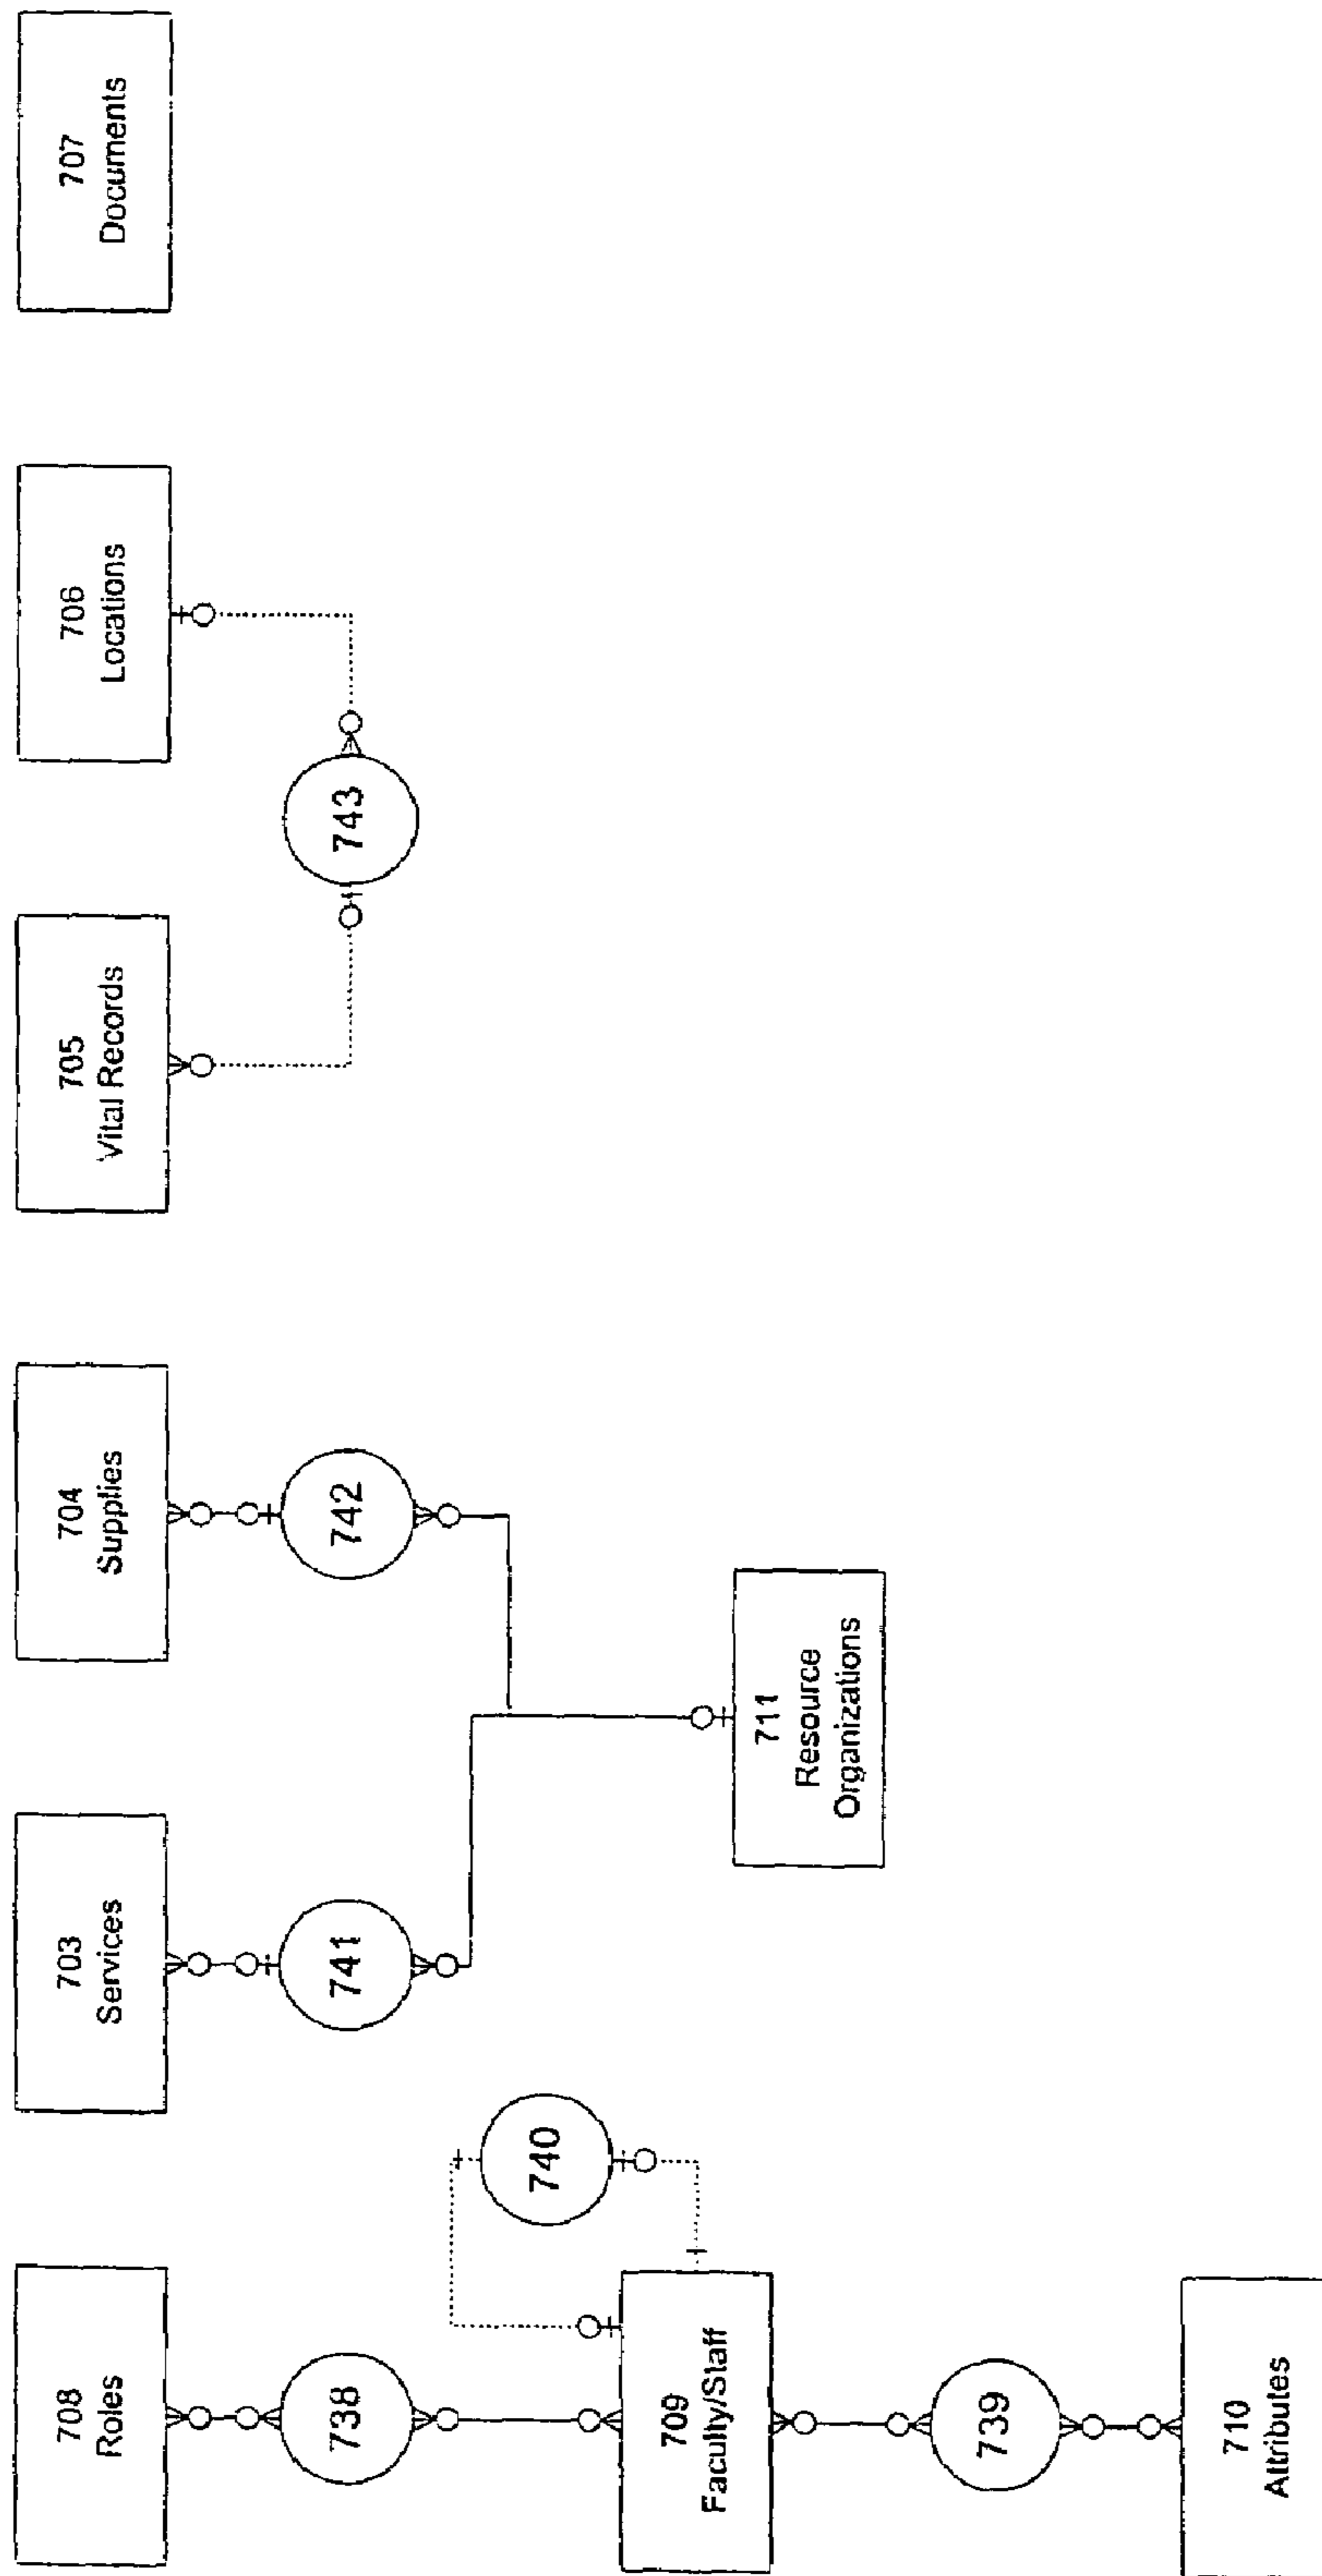 708
Roles
703
Services
704
Supplies
705
Vital Records
706
Locations
707
Documents
738
741
742
743
740
709
Faculty/Staff
711
Resource
Organizations
739
710
Attributes